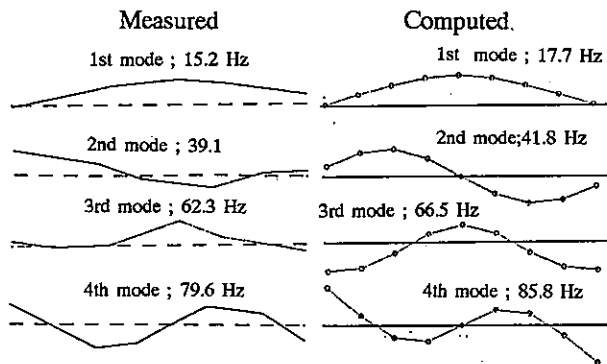 Measured
Computed.
1st mode ; 15.2 Hz
1st mode ; 17.7 Hz
2nd mode ; 39.1
2nd mode;41.8 Hz
3rd mode ; 62.3 Hz
3rd mode ; 66.5 Hz
4th mode ; 79.6 Hz
4th mode ; 85.8 Hz